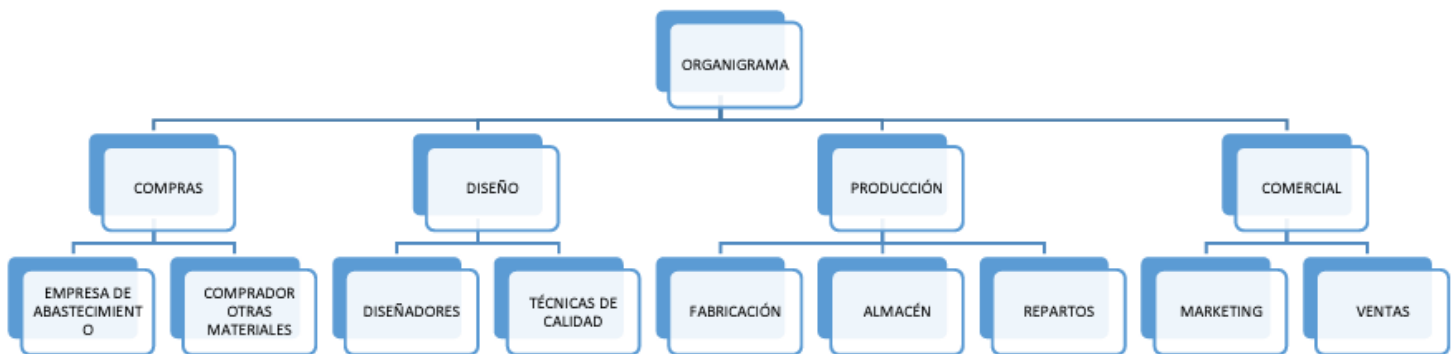 ORGANIGRAMA
COMPRAS
DISEÑO
PRODUCCIÓN
COMERCIAL
EMPRESA DE
ABASTECIMIENT
O
COMPRADOR
OTRAS
MATERIALES
DISEÑADORES
TÉCNICAS DE
CALIDAD
FABRICACIÓN
ALMACÉN
REPARTOS
MARKETING
VENTAS